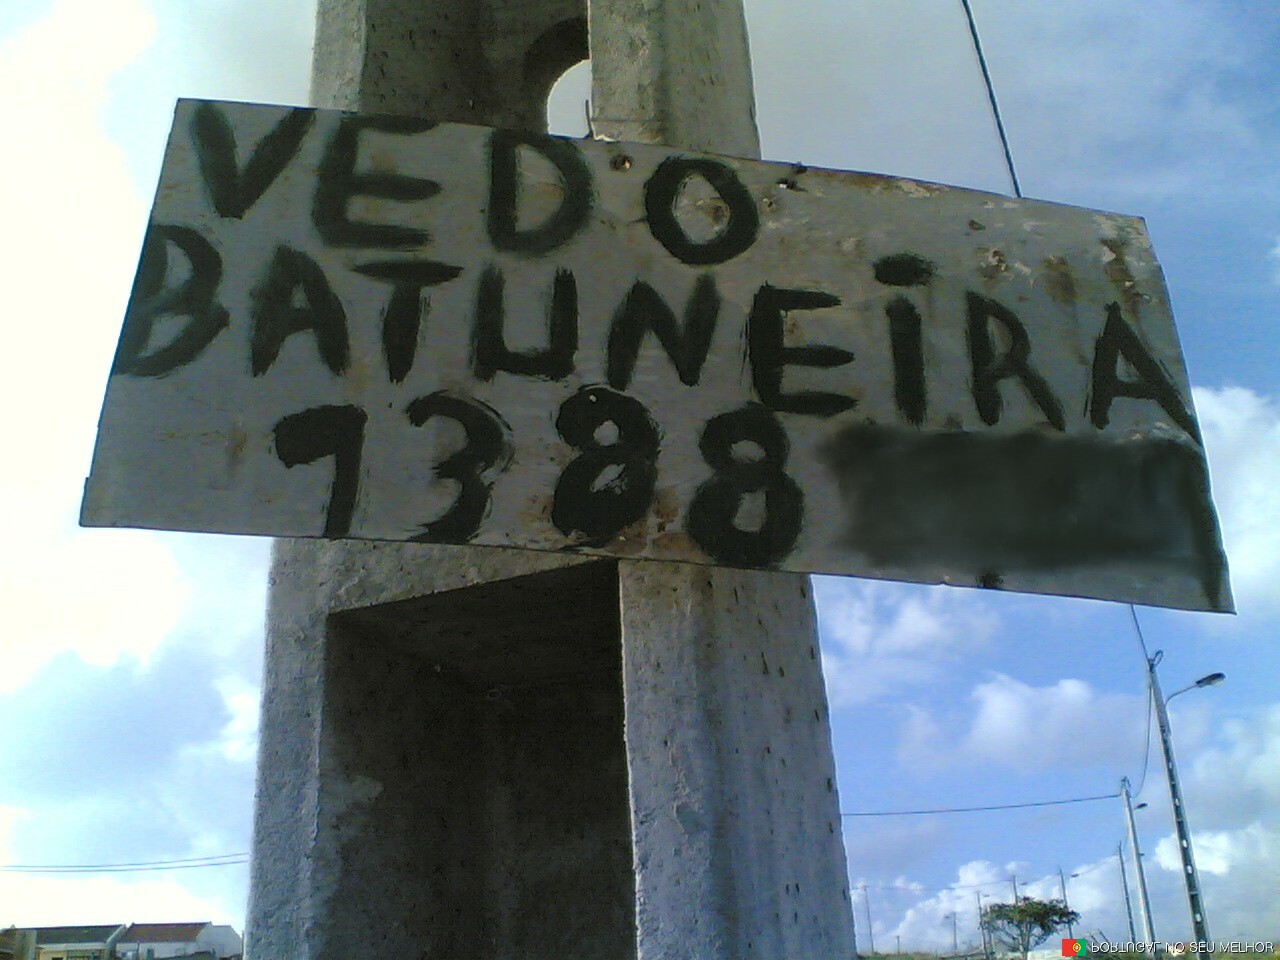 VEDO
BATUNEiRA
9388
PORTUGAL NO SEU MELHOR